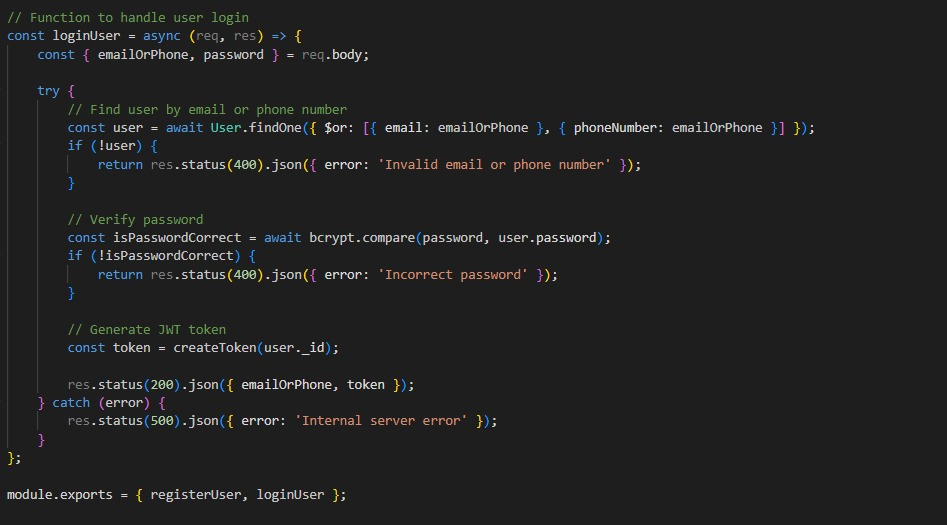 // Function to handle user login
const loginUser = async (req, res) => {
    const { emailOrPhone, password } = req.body;

    try {
        // Find user by email or phone number
        const user = await User.findOne({ $or: [{ email: emailOrPhone }, { phoneNumber: emailOrPhone }] });
        if (!user) {
            return res.status(400).json({ error: 'Invalid email or phone number' });
        }

        // Verify password
        const isPasswordCorrect = await bcrypt.compare(password, user.password);
        if (!isPasswordCorrect) {
            return res.status(400).json({ error: 'Incorrect password' });
        }

        // Generate JWT token
        const token = createToken(user._id);

        res.status(200).json({ emailOrPhone, token });
    } catch (error) {
        res.status(500).json({ error: 'Internal server error' });
    }
};

module.exports = { registerUser, loginUser };